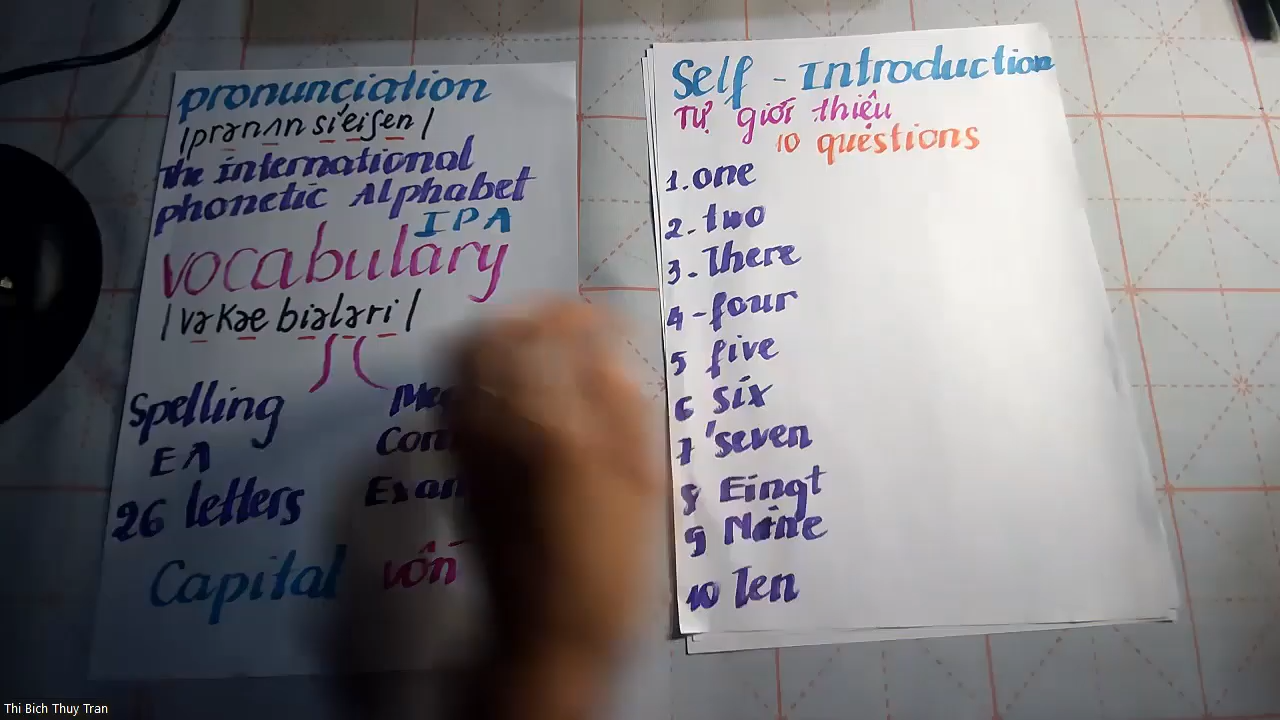 pronunciation
/prənʌnsieiʃen/
The International
phonetic Alphabet
IPA
vocabulary
/vəkæbiələri/
Spelling
26 letters
Capital vốn
Self - Introduction
Tự giới thiệu
10 questions
1. one
2. two
3. There
4 - four
5 five
6 six
7 'seven
8 Eingt
9 Nine
10 Ten
Thi Bich Thuy Tran